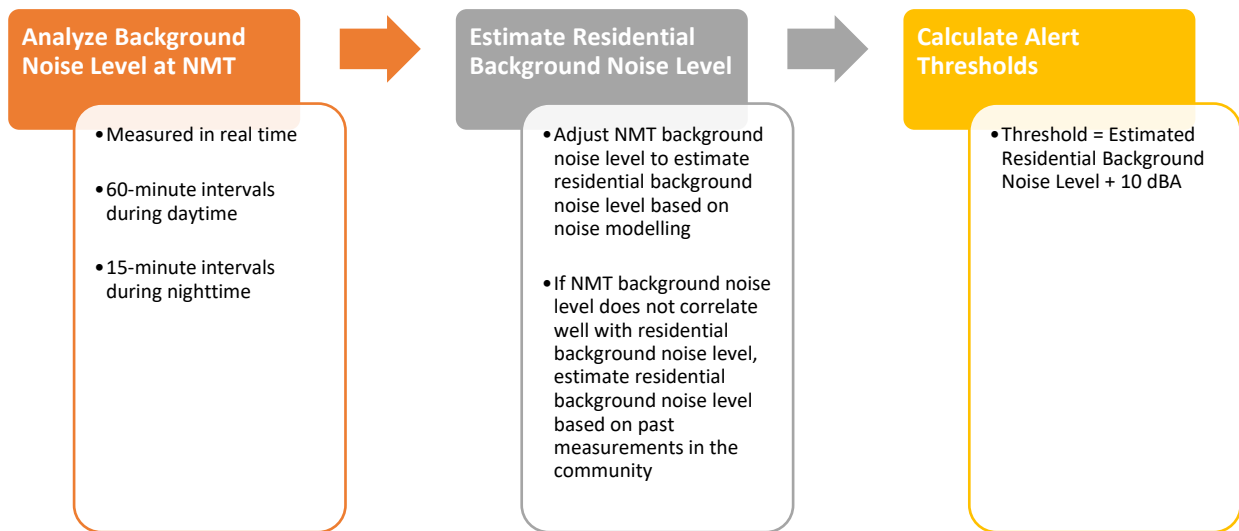 Analyze Background
Noise Level at NMT
•Measured in real time
•60-minute intervals
during daytime
•15-minute intervals
during nighttime
Estimate Residential
Background Noise Level
•Adjust NMT background
noise level to estimate
residential background
noise level based on
noise modelling
•If NMT background noise
level does not correlate
well with residential
background noise level,
estimate residential
background noise level
based on past
measurements in the
community
Calculate Alert
Thresholds
•Threshold = Estimated
Residential Background
Noise Level + 10 dBA